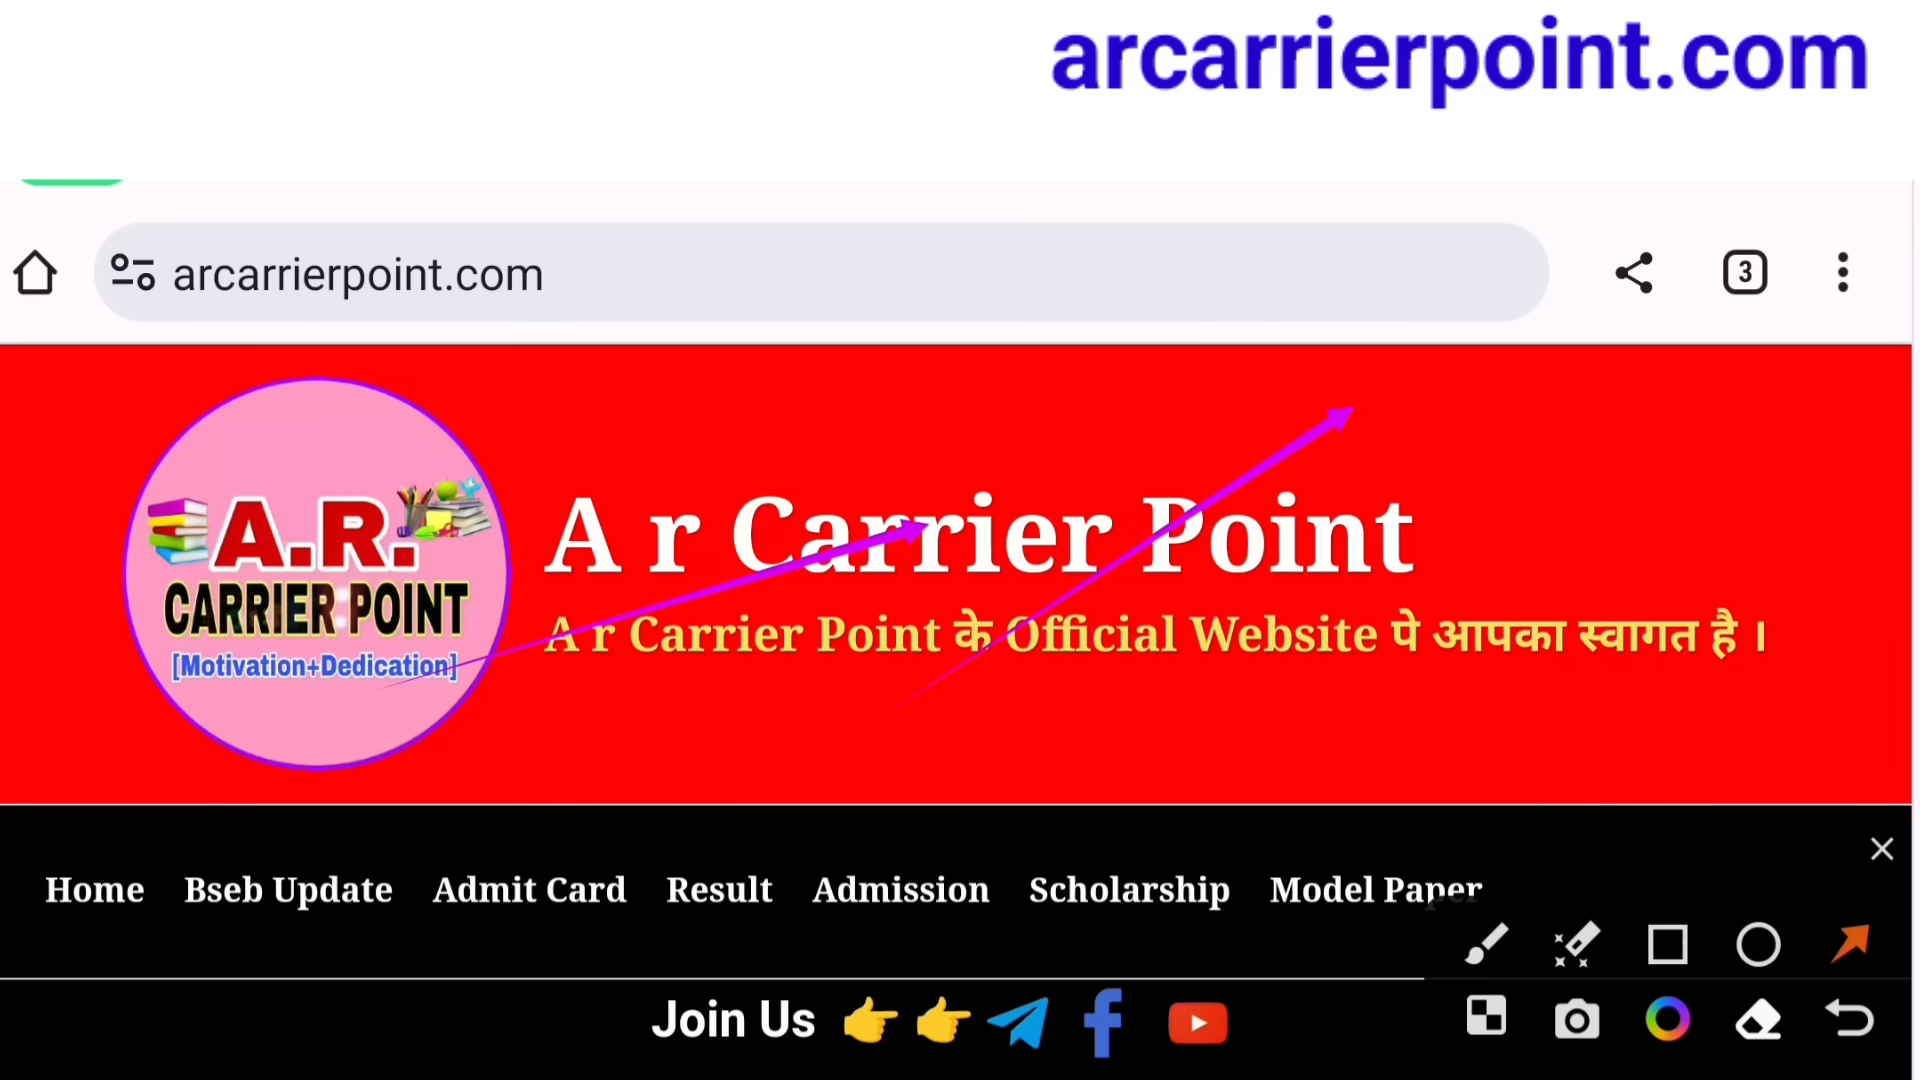 arcarrierpoint.com
arcarrierpoint.com
3
A.R.
CARRIER POINT
[Motivation+Dedication]
A r Carrier Point
A r Carrier Point के Official Website पे आपका स्वागत है ।
Home Bseb Update Admit Card Result Admission Scholarship Model Paper
Join Us